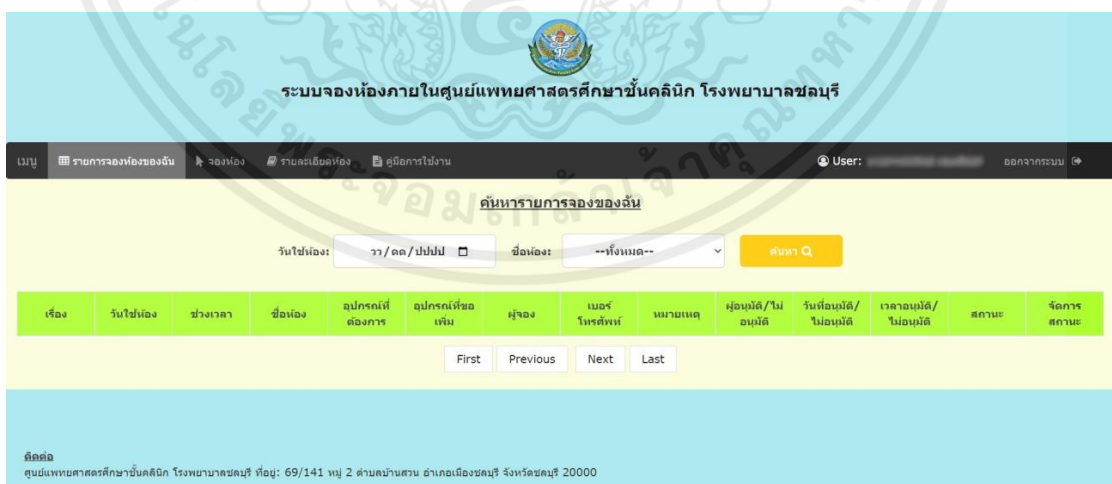 ระบบจองห้องภายในศูนย์แพทยศาสตรศึกษาชั้นคลินิก โรงพยาบาลชลบุรี
เมนู รายการจองห้องของฉัน จองห้อง รายละเอียดห้อง คู่มือการใช้งาน User: ออกจากระบบ
ค้นหารายการจองของฉัน
วันใช้ห้อง: วว/ดด/ปปปป ชื่อห้อง: --ทั้งหมด-- ค้นหา
เรื่อง วันใช้ห้อง ช่วงเวลา ชื่อห้อง อุปกรณ์ที่ต้องการ อุปกรณ์ที่ขอเพิ่ม ผู้จอง เบอร์โทรศัพท์ หมายเหตุ ผู้อนุมัติ/ไม่อนุมัติ วันที่อนุมัติ/ไม่อนุมัติ เวลาอนุมัติ/ไม่อนุมัติ สถานะ จัดการสถานะ
First Previous Next Last
ติดต่อ
ศูนย์แพทยศาสตรศึกษาชั้นคลินิก โรงพยาบาลชลบุรี ที่อยู่: 69/141 หมู่ 2 ตำบลบ้านสวน อำเภอเมืองชลบุรี จังหวัดชลบุรี 20000